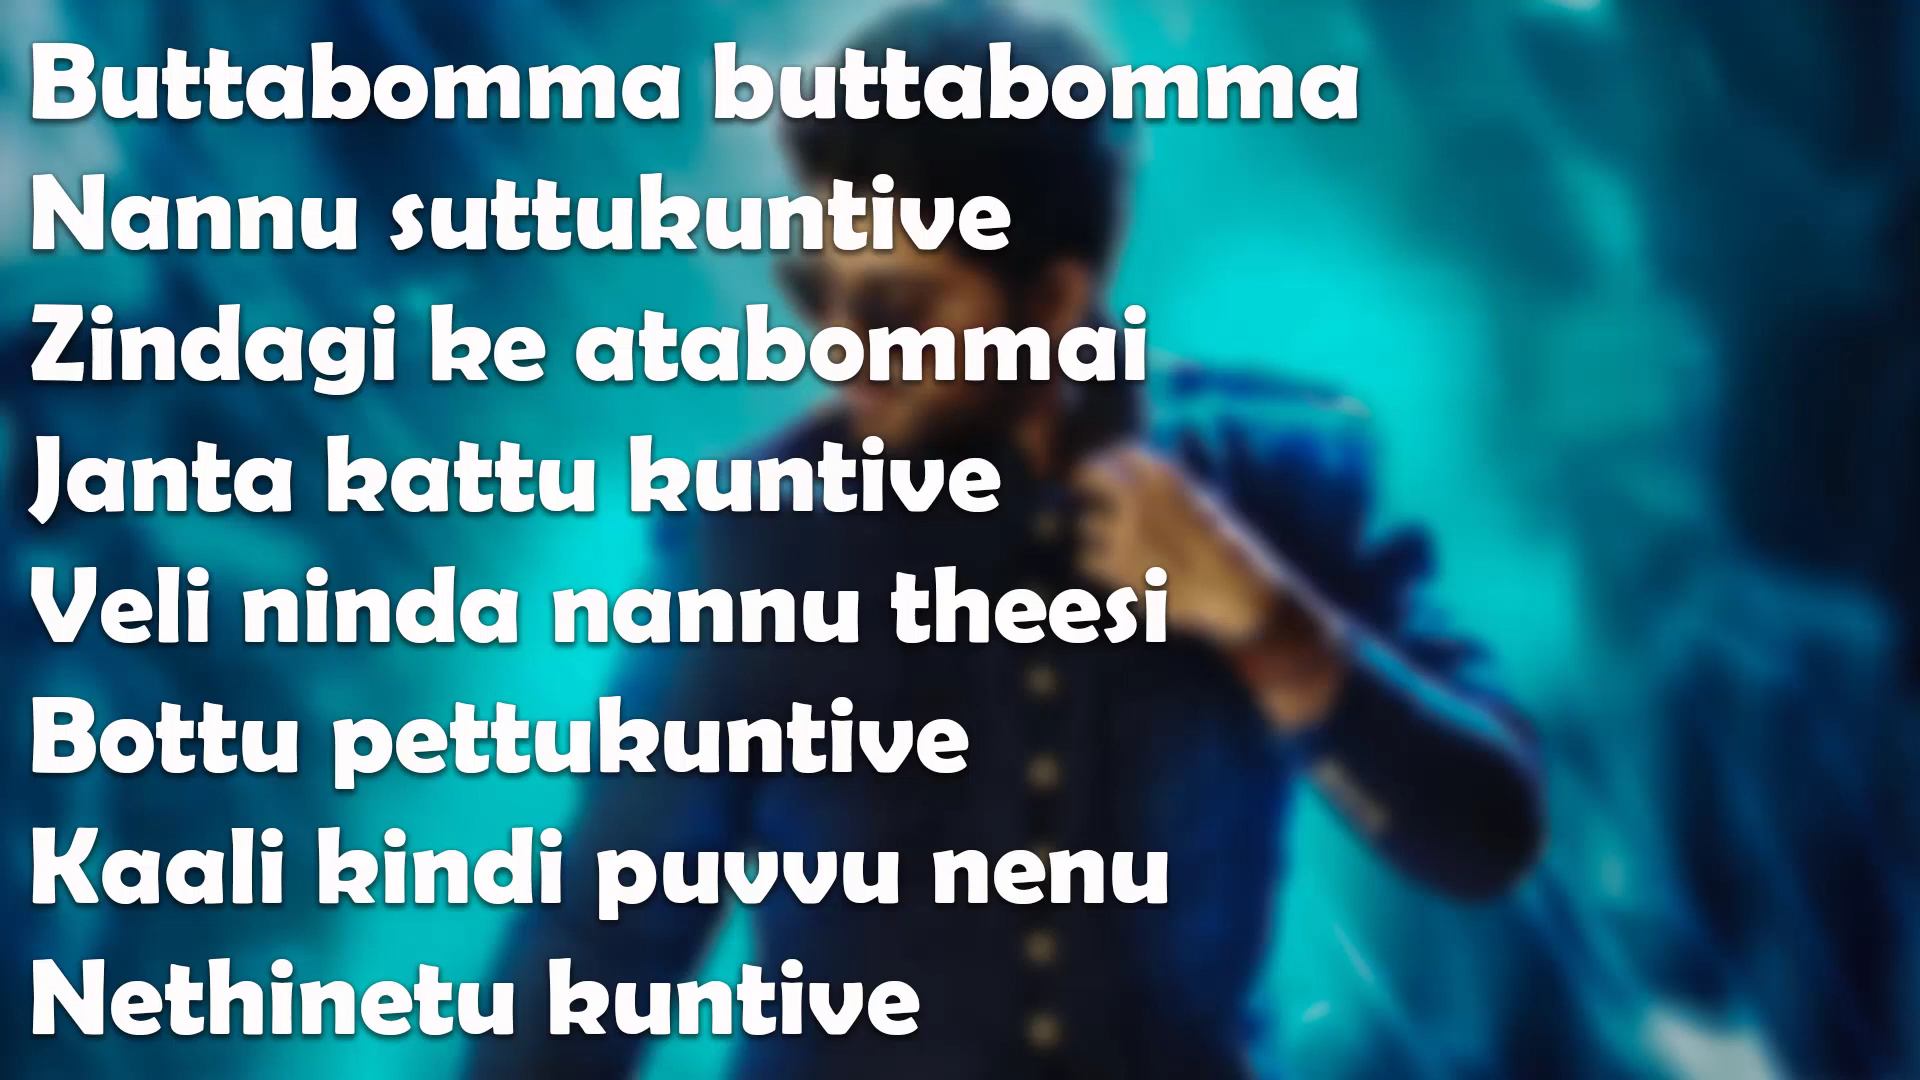 Buttabomma buttabomma
Nannu suttukuntive
Zindagi ke atabommai
Janta kattu kuntive
Veli ninda nannu theesi
Bottu pettukuntive
Kaali kindi puvvu nenu
Nethinetu kuntive